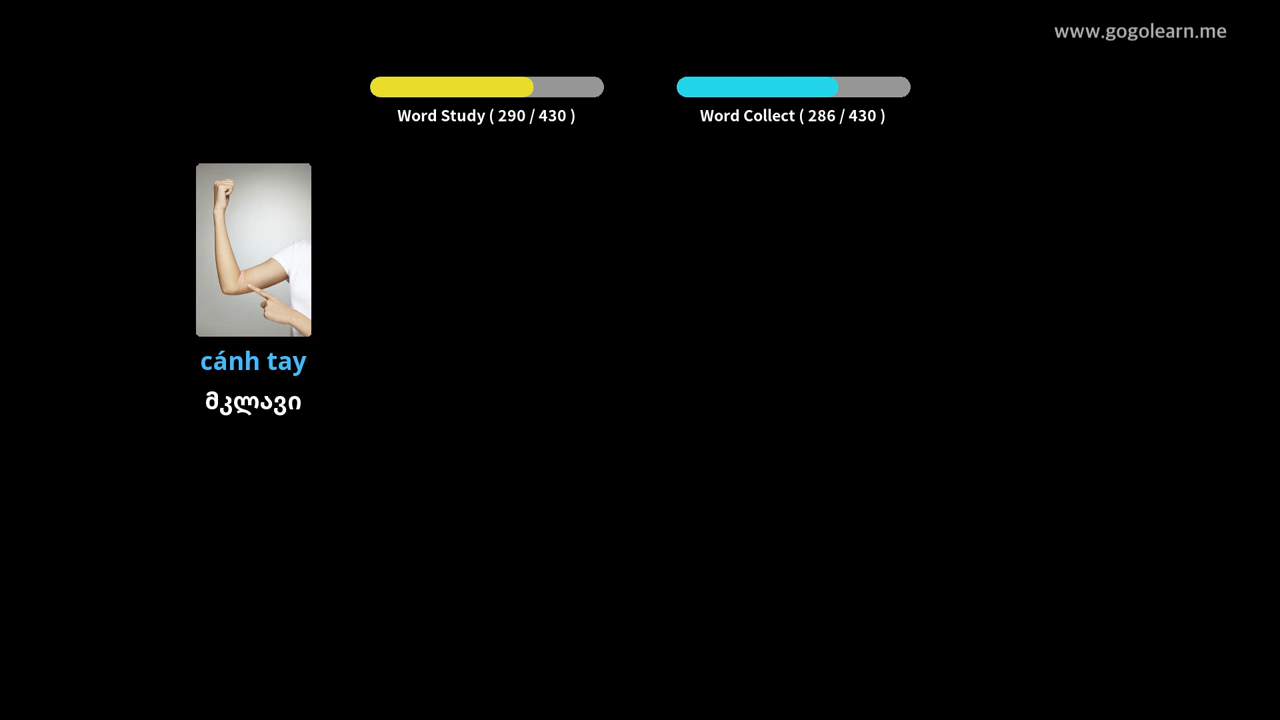 www.gogolearn.me
Word Study ( 290 / 430 )
Word Collect ( 286 / 430 )
cánh tay
მკლავი